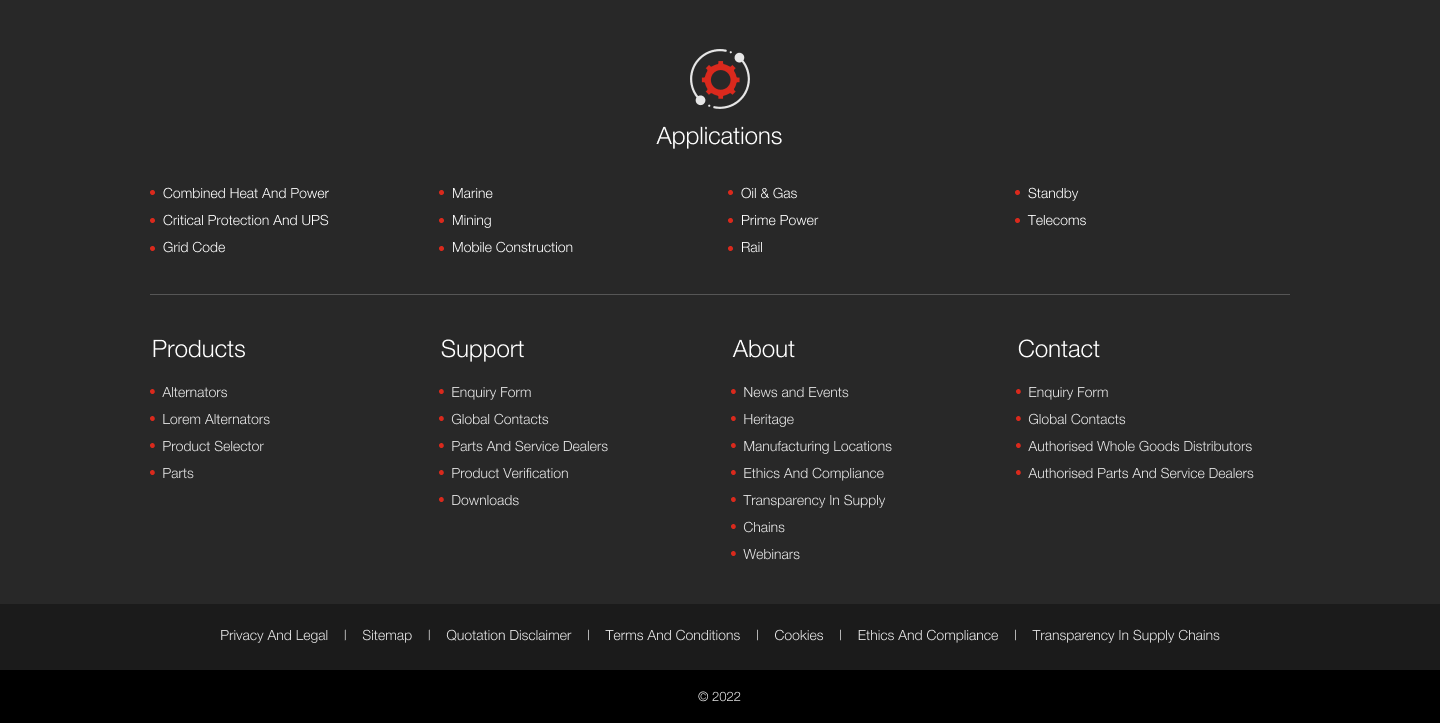 Applications
Combined Heat And Power
Critical Protection And UPS
Grid Code
Marine
Mining
Mobile Construction
Oil & Gas
Prime Power
Rail
Standby
Telecoms
Products
Alternators
Lorem Alternators
Product Selector
Parts
Support
Enquiry Form
Global Contacts
Parts And Service Dealers
Product Verification
Downloads
About
News and Events
Heritage
Manufacturing Locations
Ethics And Compliance
Transparency In Supply
Chains
Webinars
Contact
Enquiry Form
Global Contacts
Authorised Whole Goods Distributors
Authorised Parts And Service Dealers
Privacy And Legal | Sitemap | Quotation Disclaimer | Terms And Conditions | Cookies | Ethics And Compliance | Transparency In Supply Chains
© 2022